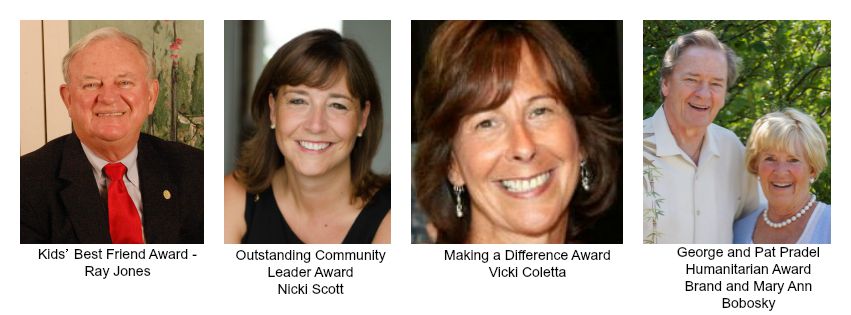 Kids’ Best Friend Award -
Ray Jones
Outstanding Community
Leader Award
Nicki Scott
Making a Difference Award
Vicki Coletta
George and Pat Pradel
Humanitarian Award
Brand and Mary Ann
Bobosky